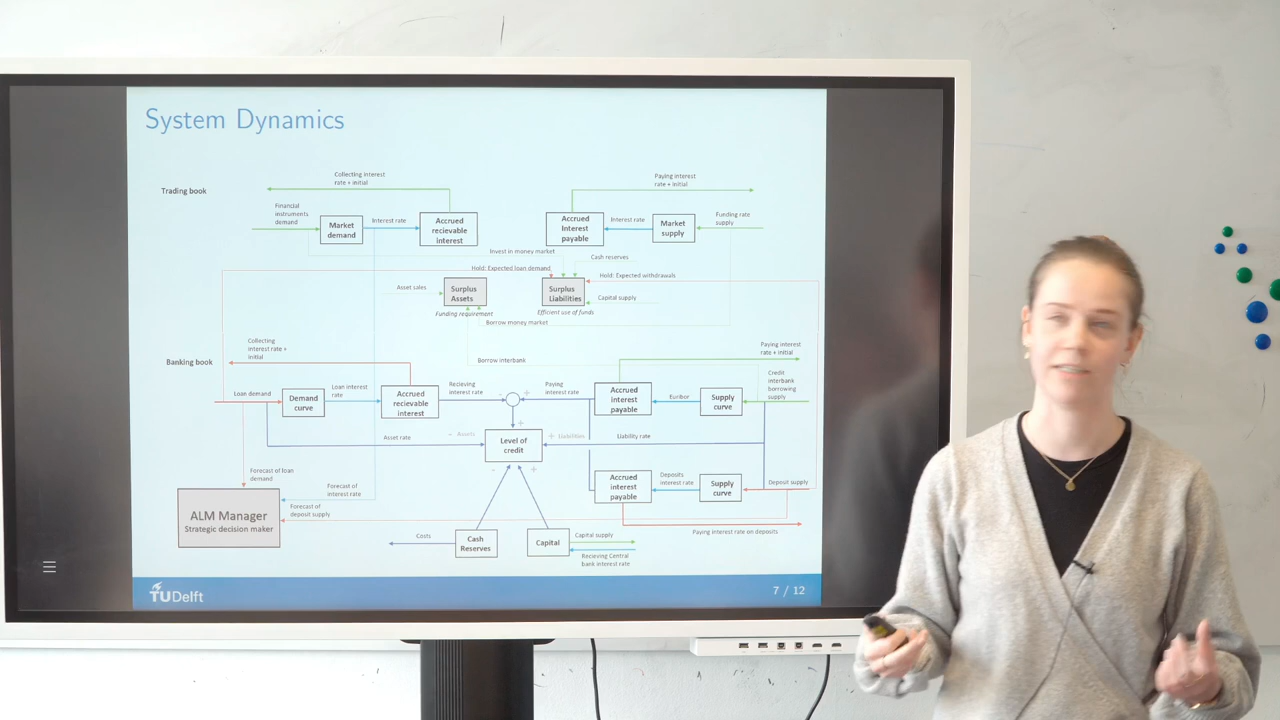 System Dynamics
Trading book
Collecting interest
rate + initial
Paying interest
rate + initial
Financial
instruments
demand
Market
demand
Interest rate
Accrued
recievable
interest
Accrued
Interest
payable
Interest rate
Market
supply
Funding rate
supply
Invest in money market
Cash reserves
Hold: Expected loan demand
Hold: Expected withdrawals
Asset sales
Surplus
Assets
Surplus
Liabilities
Capital supply
Funding requirement
Efficient use of funds
Borrow money market
Banking book
Collecting
interest rate +
initial
Borrow interbank
Paying interest
rate + initial
Loan demand
Demand
curve
Loan interest
rate
Accrued
recievable
interest
Recieving
interest rate
-
+
Paying
interest rate
Accrued
interest
payable
Euribor
Supply
curve
Credit
interbank
borrowing
supply
+
Asset rate
- Assets
Level of
credit
+ Liabelities
Liability rate
-
+
Forecast of loan
demand
Forecast of
interest rate
Forecast of
deposit supply
Accrued
interest
payable
Deposits
interest rate
Supply
curve
Deposit supply
ALM Manager
Strategic decision maker
Costs
Cash
Reserves
Capital
Capital supply
Recieving Central
bank interest rate
Paying interest rate on deposits
TUDelft
7 / 12